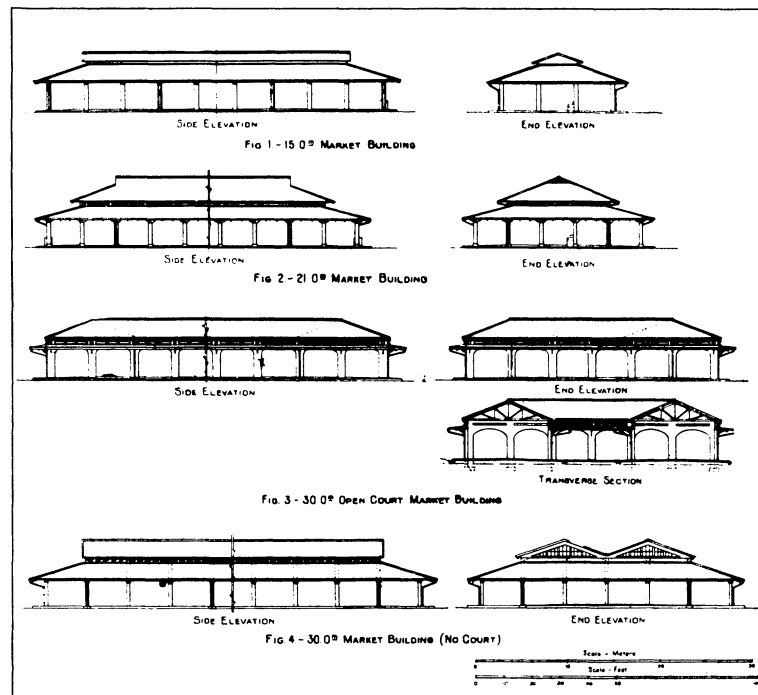 SIDE ELEVATION
END ELEVATION
FIG 1.-15.0m MARKET BUILDING
SIDE ELEVATION
END ELEVATION
FIG 2-21.0m MARKET BUILDING
SIDE ELEVATION
END ELEVATION
TRANSVERSE SECTION
FIG. 3-30.0m OPEN COURT MARKET BUILDING
SIDE ELEVATION
END ELEVATION
FIG. 4-30.0m MARKET BUILDING (NO COURT)
Scale - Meters
Scale - Feet